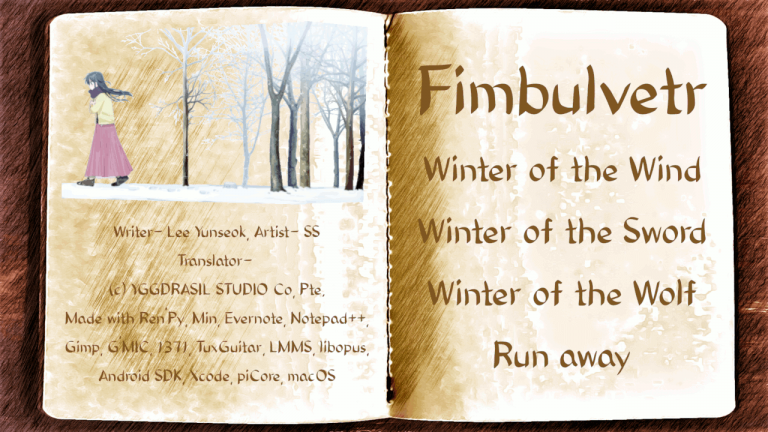 Writer- Lee Yunseok, Artist- SS
Translator-
(c) YGGDRASIL STUDIO Co, Pte,
Made with Ren'Py, Min, Evernote, Notepad++,
Gimp, G'MIC, 1371, TuxGuitar, LMMS, libopus,
Android SDK, Xcode, piCore, macOS
Fimbulvetr
Winter of the Wind
Winter of the Sword
Winter of the Wolf
Run away